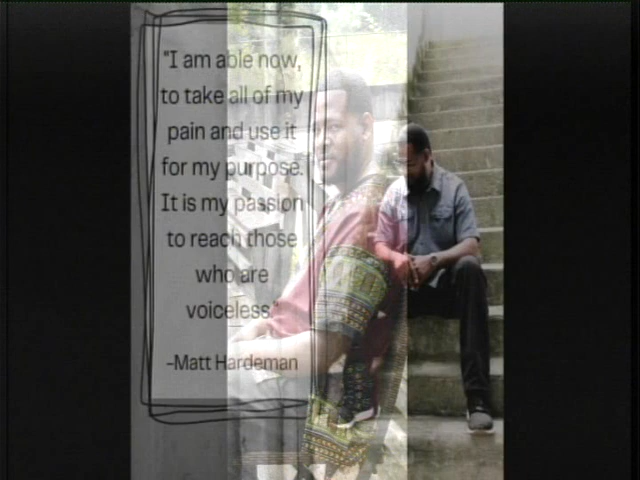 "I am able now,
to take all of my
pain and use it
for my purpose.
It is my passion
to reach those
who are
voiceless."
-Matt Hardeman